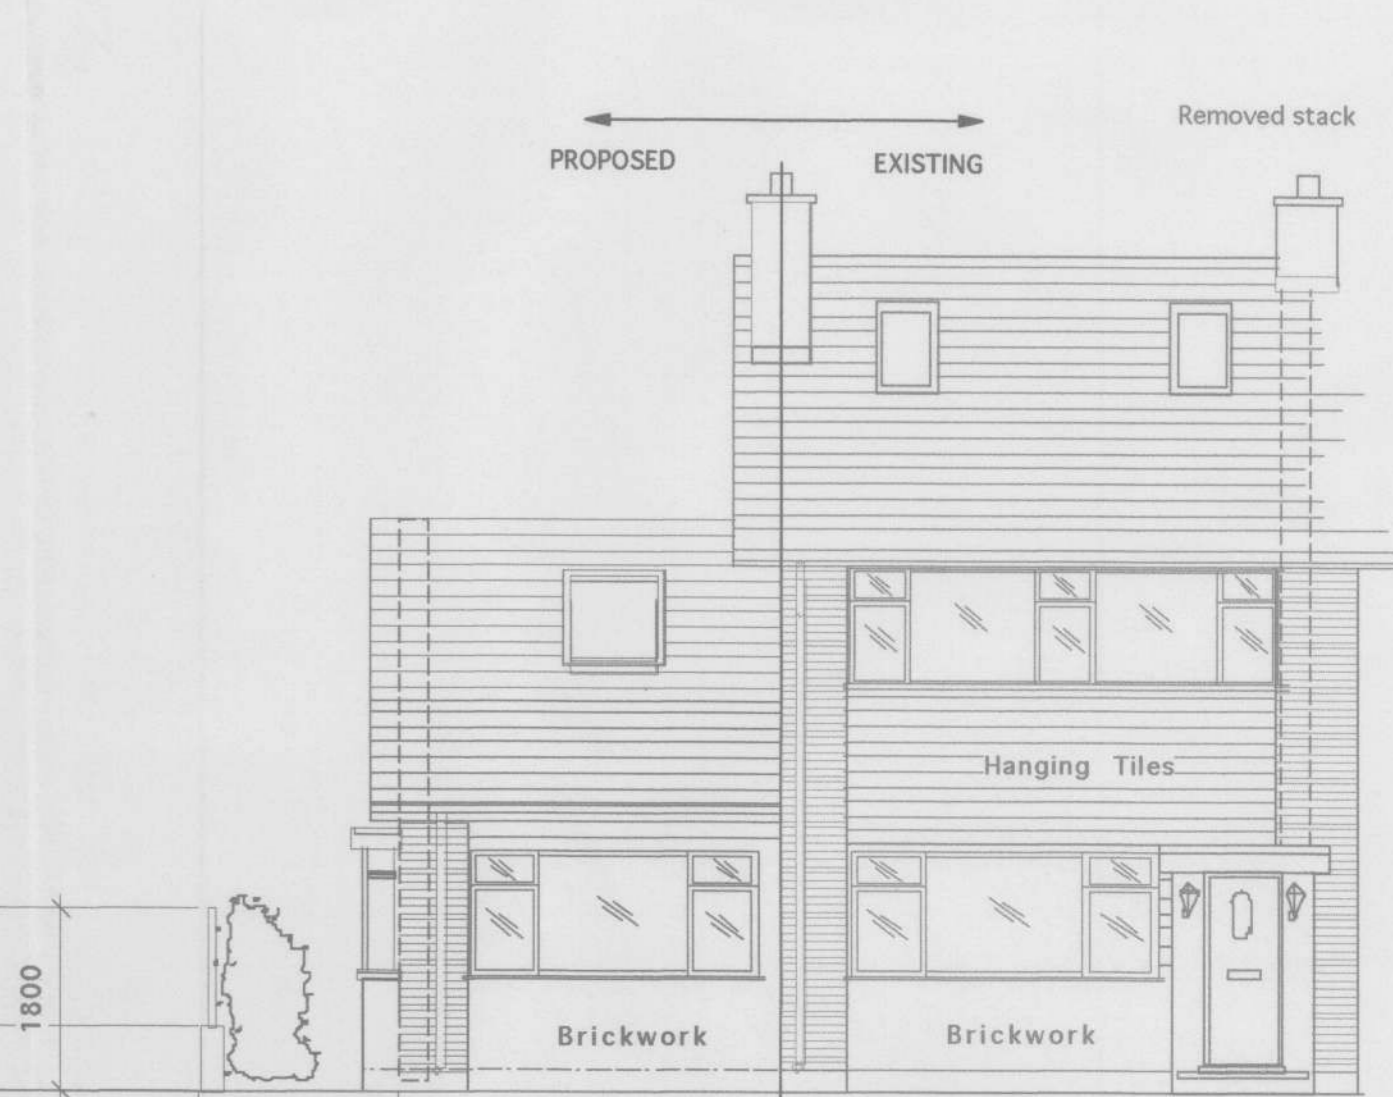 Removed stack
PROPOSED
EXISTING
Hanging Tiles
1800
Brickwork
Brickwork